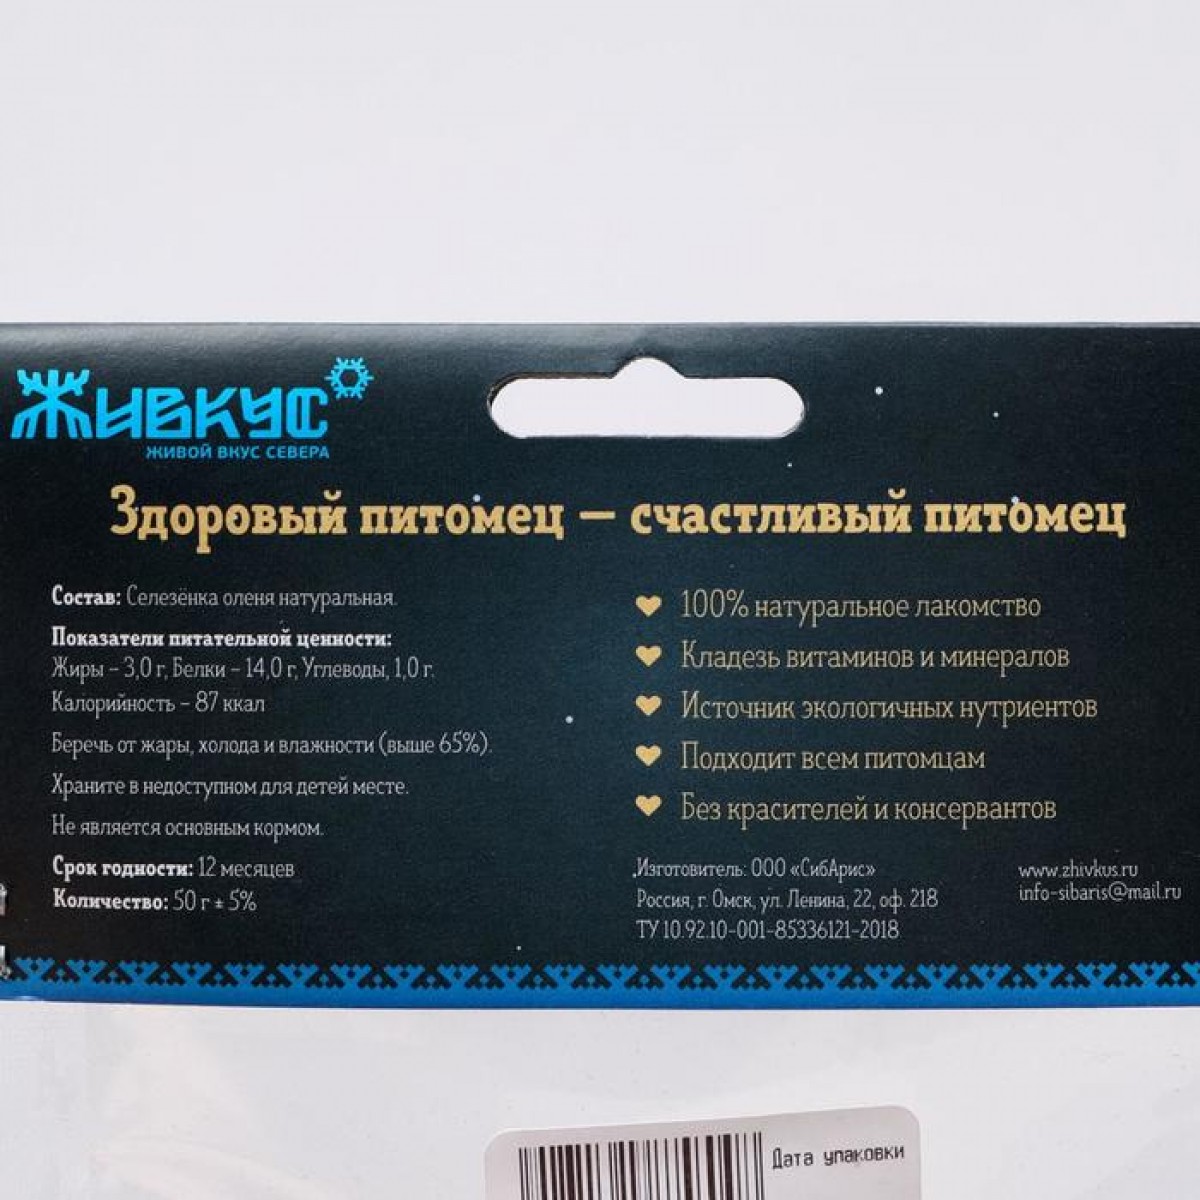 Живкус
ЖИВОЙ ВКУС СЕВЕРА
Здоровый питомец – счастливый питомец
Состав: Селезёнка оленя натуральная.
Показатели питательной ценности:
Жиры – 3,0 г, Белки – 14,0 г, Углеводы, 1,0 г.
Калорийность – 87 ккал
Беречь от жары, холода и влажности (выше 65%).
Храните в недоступном для детей месте.
Не является основным кормом.
Срок годности: 12 месяцев
Количество: 50 г ± 5%
100% натуральное лакомство
Кладезь витаминов и минералов
Источник экологичных нутриентов
Подходит всем питомцам
Без красителей и консервантов
Изготовитель: ООО «СибАрис»
Россия, г. Омск, ул. Ленина, 22, оф. 218
ТУ 10.92.10-001-85336121-2018
www.zhivkus.ru
info-sibaris@mail.ru
Дата упаковки